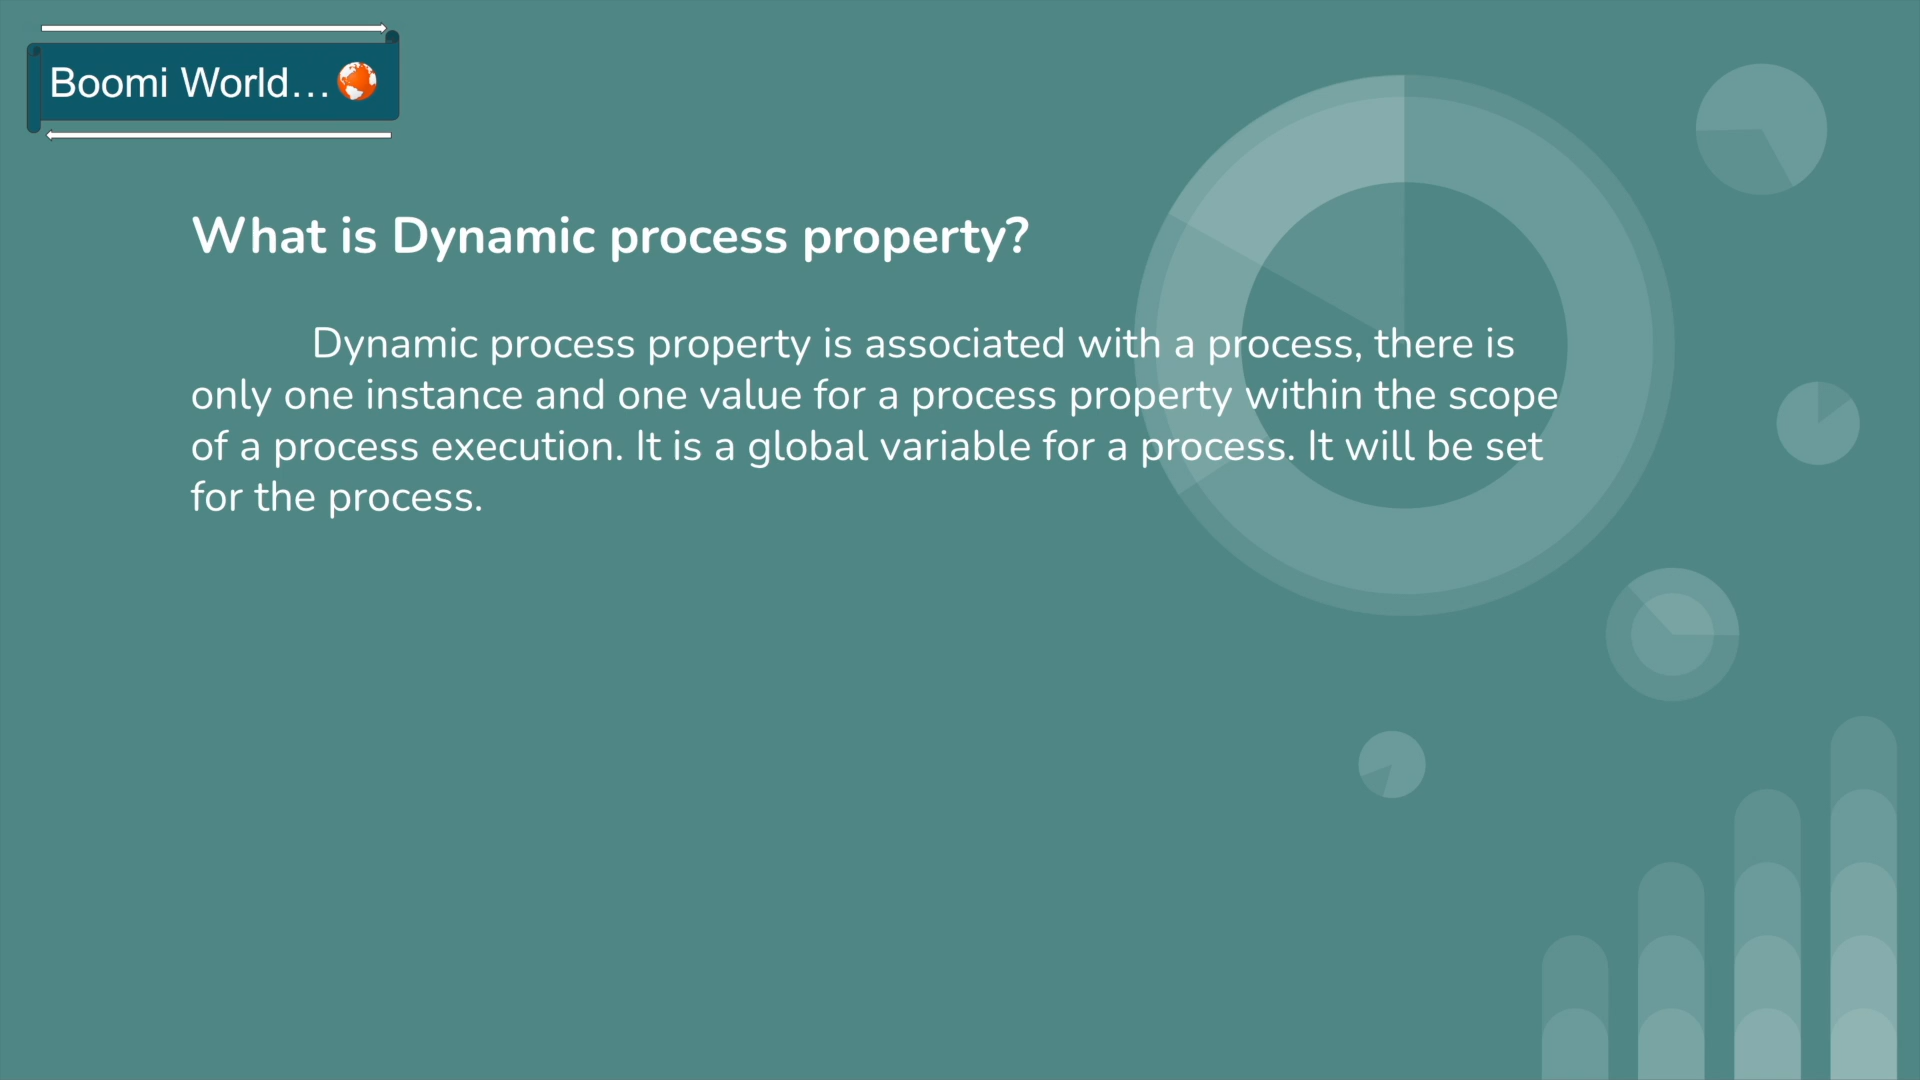 Boomi World...
What is Dynamic process property?
Dynamic process property is associated with a process, there is
only one instance and one value for a process property within the scope
of a process execution. It is a global variable for a process. It will be set
for the process.